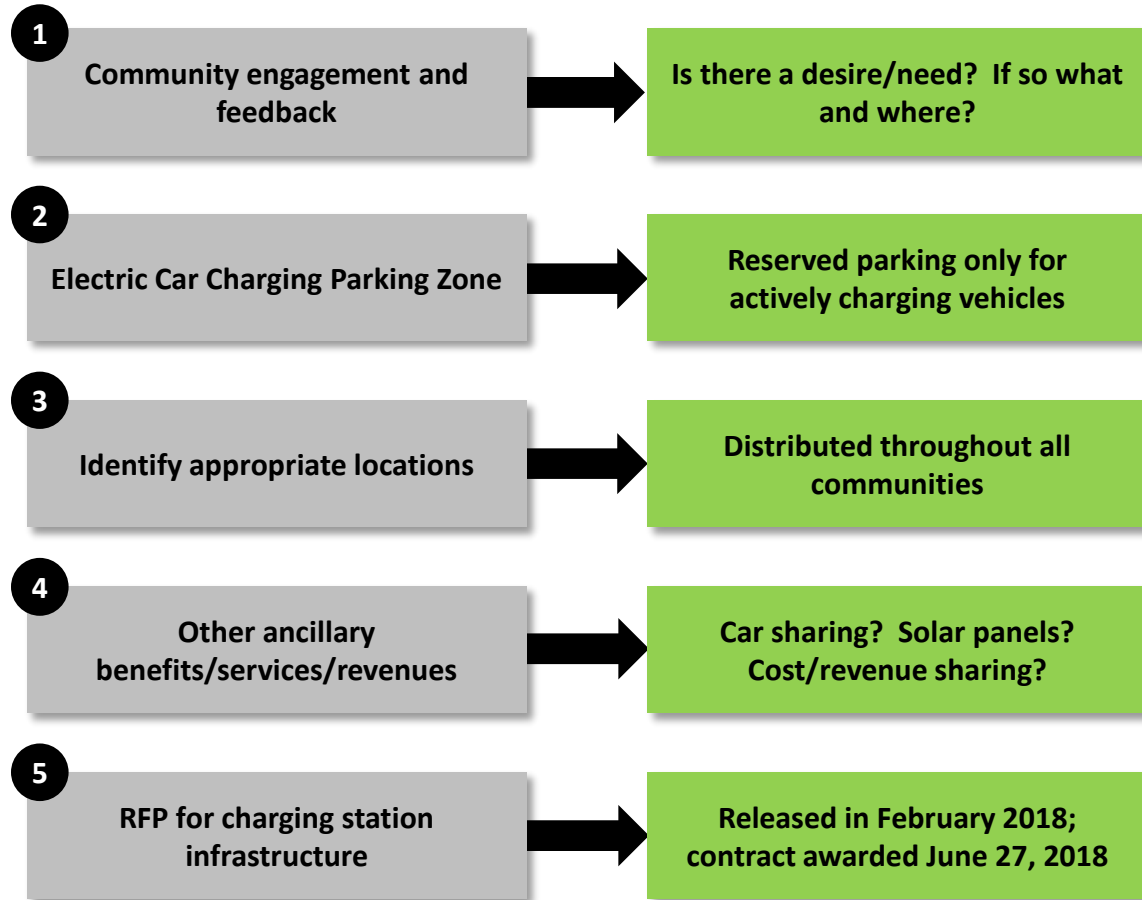 1
Community engagement and
feedback
Is there a desire/need?  If so what
and where?
2
Electric Car Charging Parking Zone
Reserved parking only for
actively charging vehicles
3
Identify appropriate locations
Distributed throughout all
communities
4
Other ancillary
benefits/services/revenues
Car sharing?  Solar panels?
Cost/revenue sharing?
5
RFP for charging station
infrastructure
Released in February 2018;
contract awarded June 27, 2018